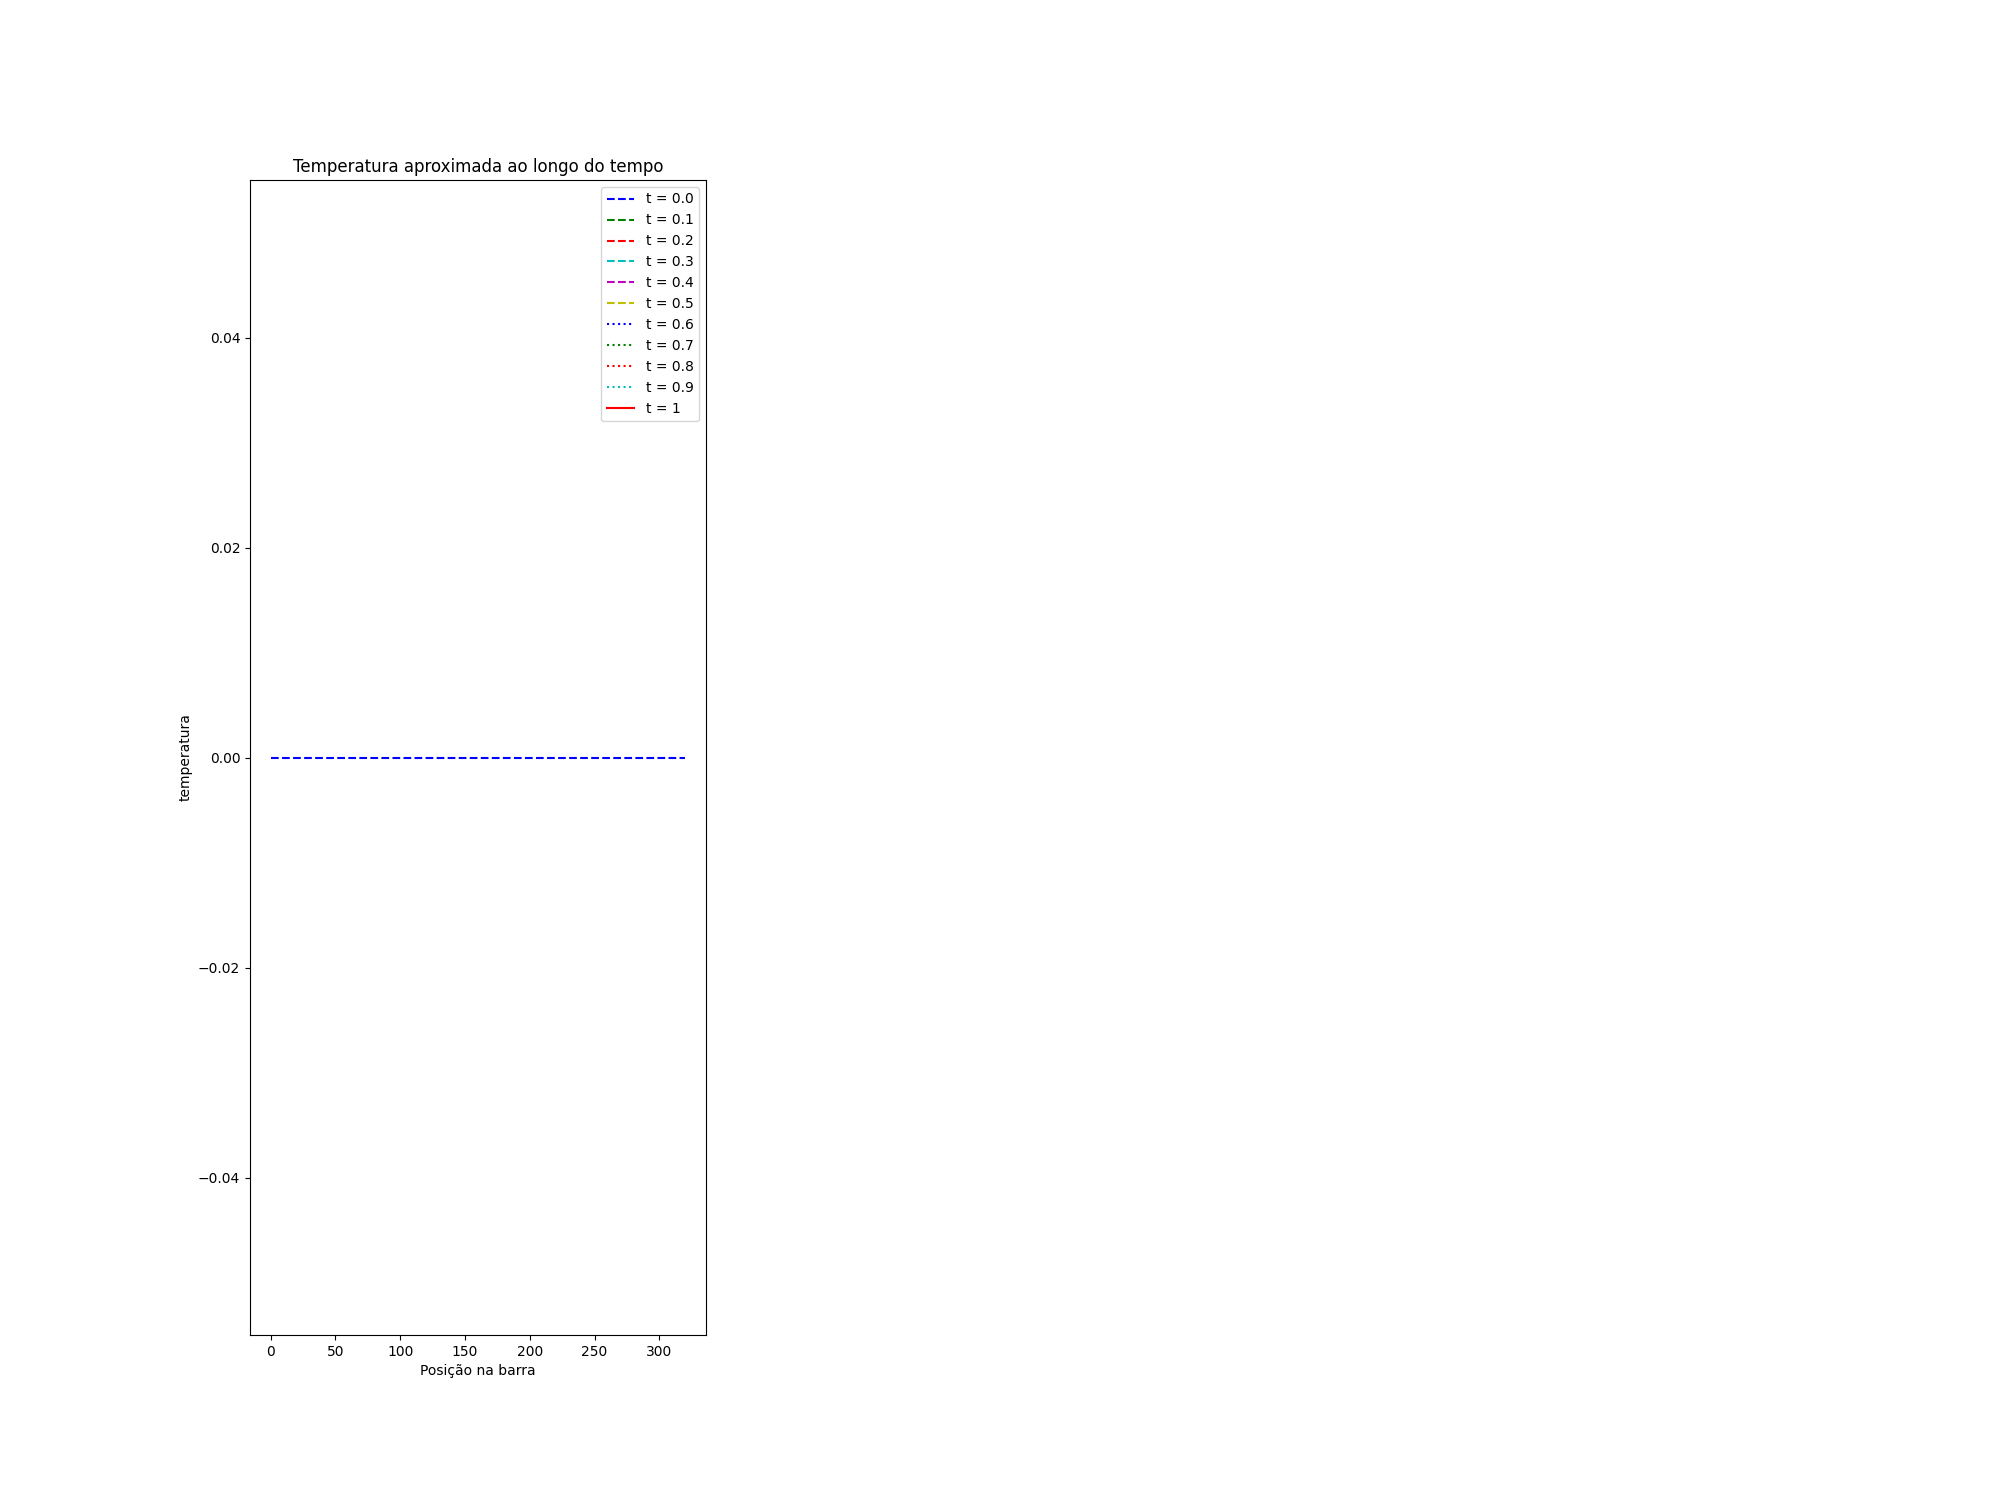 Temperatura aproximada ao longo do tempo
t = 0.0
t = 0.1
t = 0.2
t = 0.3
t = 0.4
t = 0.5
t = 0.6
t = 0.7
t = 0.8
t = 0.9
t = 1
0.04
0.02
0.00
−0.02
−0.04
temperatura
0 50 100 150 200 250 300
Posição na barra